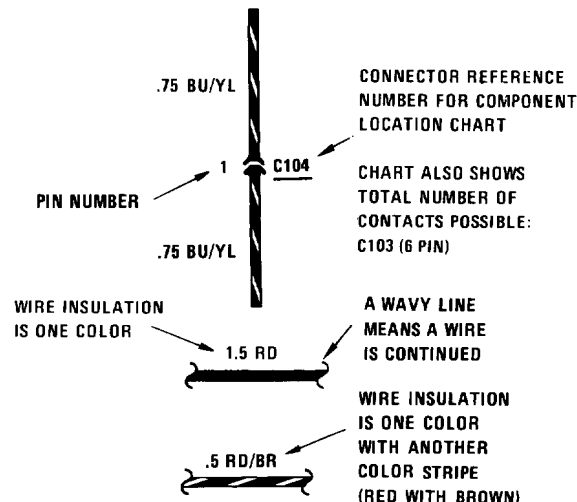 .75 BU/YL
CONNECTOR REFERENCE
NUMBER FOR COMPONENT
LOCATION CHART
1
C104
PIN NUMBER
CHART ALSO SHOWS
TOTAL NUMBER OF
CONTACTS POSSIBLE:
C103 (6 PIN)
.75 BU/YL
WIRE INSULATION
IS ONE COLOR
A WAVY LINE
MEANS A WIRE
IS CONTINUED
1.5 RD
WIRE INSULATION
IS ONE COLOR
WITH ANOTHER
COLOR STRIPE
(RED WITH BROWN)
.5 RD/BR